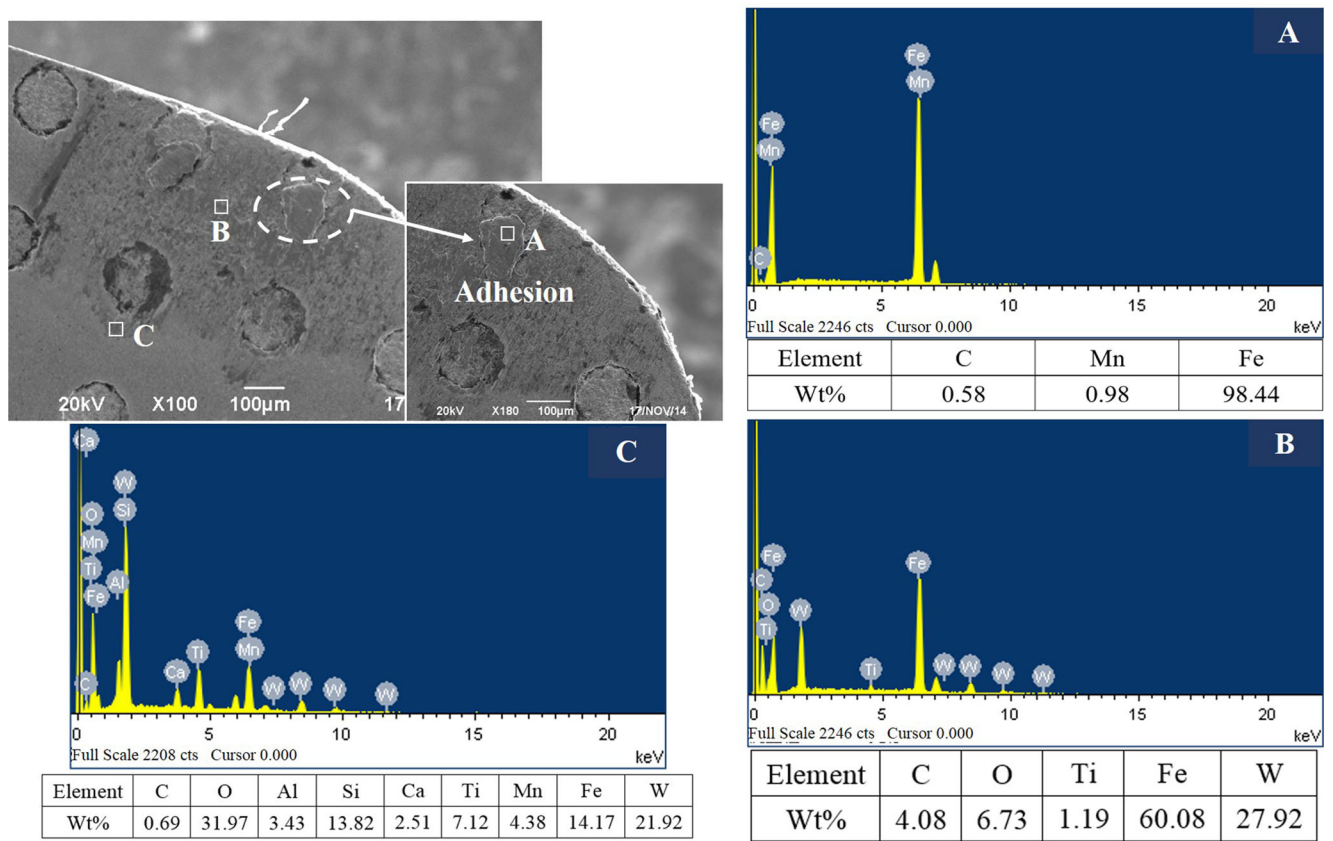 B
C
20kV X100 100µm 17
A
Adhesion
20kV X180 100µm 17/NOV/14
A
Fe
Mn
Fe
Mn
C
0 5 10 15 20
Full Scale 2246 cts Cursor 0.000
keV
Element C Mn Fe
Wt% 0.58 0.98 98.44
C
Ca
W
Si
O
Mn
Ti
Al
Fe
Fe
Mn
Ca
Ti
C
W
W
W
W
0 5 10 15 20
Full Scale 2208 cts Cursor 0.000
keV
Element C O Al Si Ca Ti Mn Fe W
Wt% 0.69 31.97 3.43 13.82 2.51 7.12 4.38 14.17 21.92
B
Fe
Fe
C
O
W
Ti
Ti
W
W
W
W
0 5 10 15 20
Full Scale 2246 cts Cursor 0.000
keV
Element C O Ti Fe W
Wt% 4.08 6.73 1.19 60.08 27.92